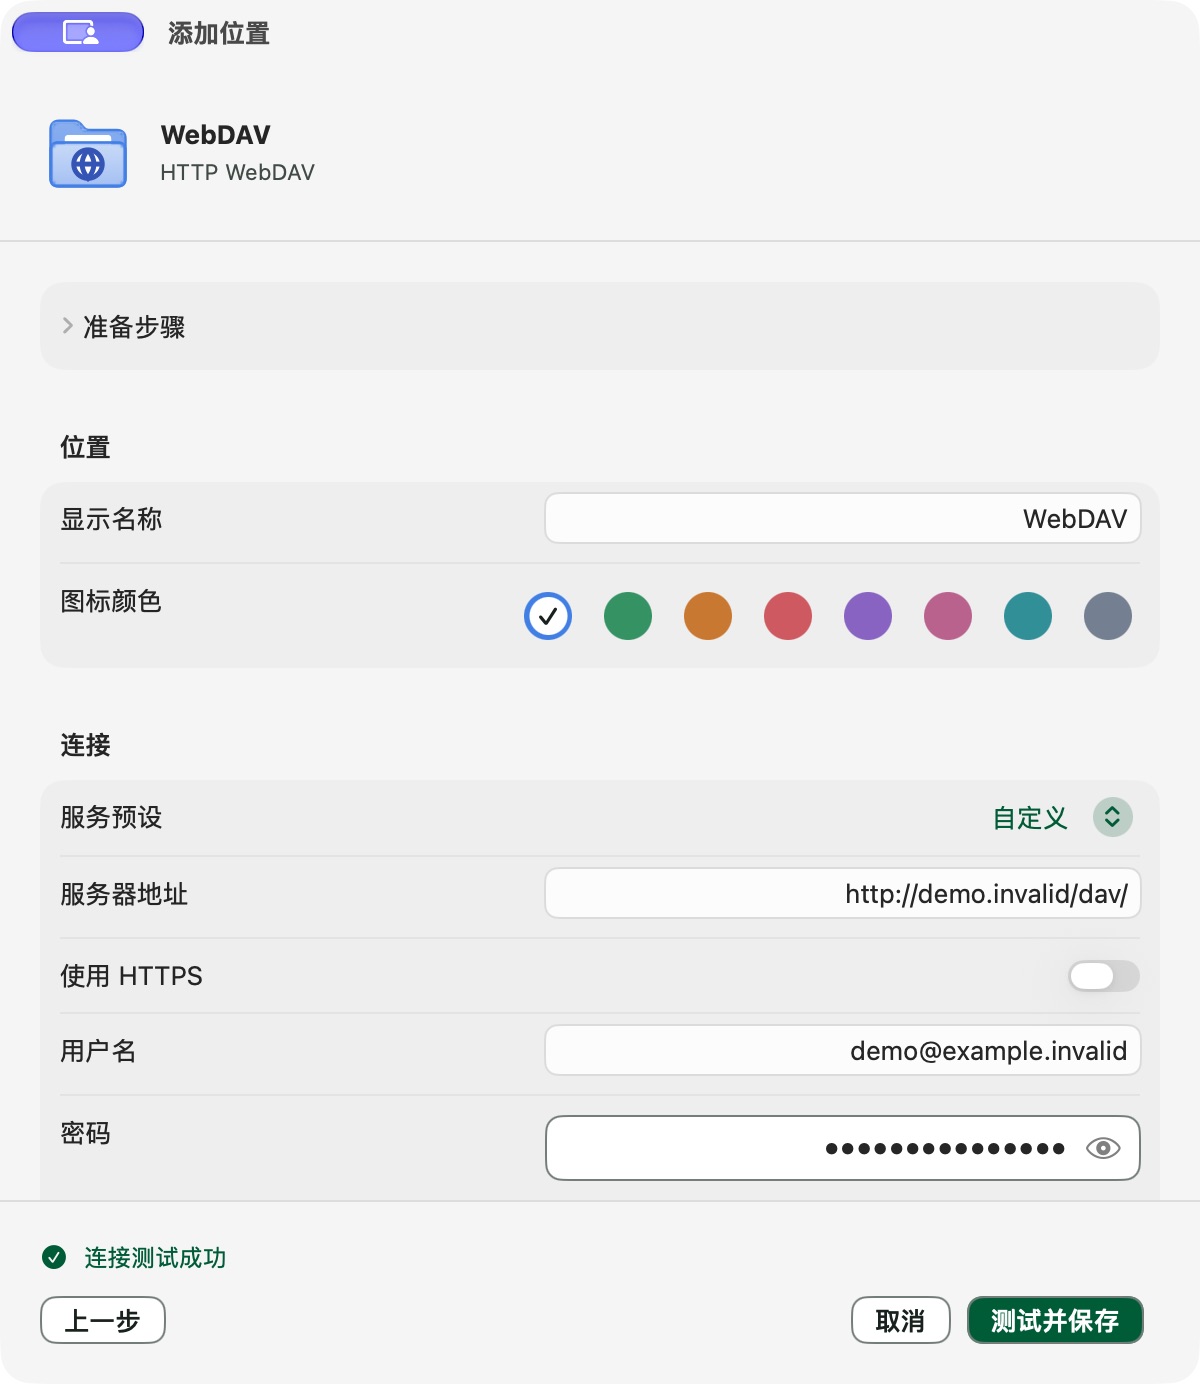 添加位置
WebDAV
HTTP WebDAV
准备步骤
位置
显示名称 WebDAV
图标颜色
连接
服务预设 自定义
服务器地址 http://demo.invalid/dav/
使用 HTTPS
用户名 demo@example.invalid
密码 •••••••••••••••
连接测试成功
上一步 取消 测试并保存